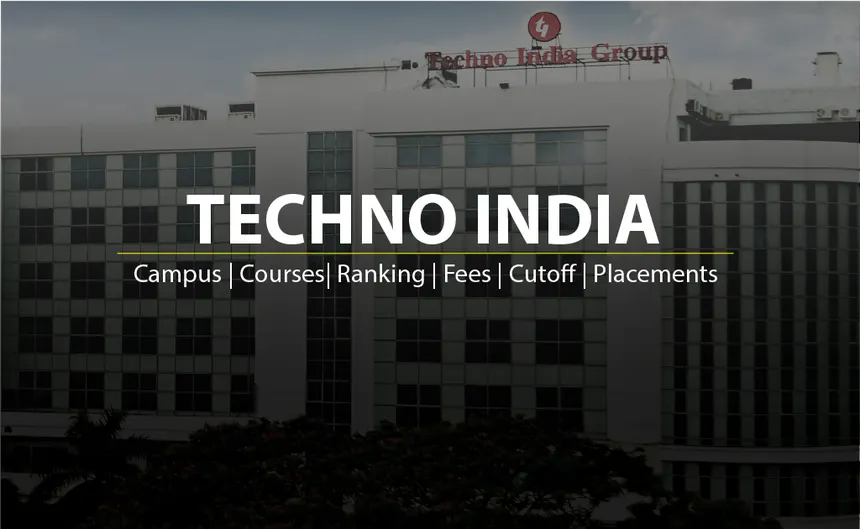 Techno India Group
TECHNO INDIA
Campus | Courses| Ranking | Fees | Cutoff | Placements